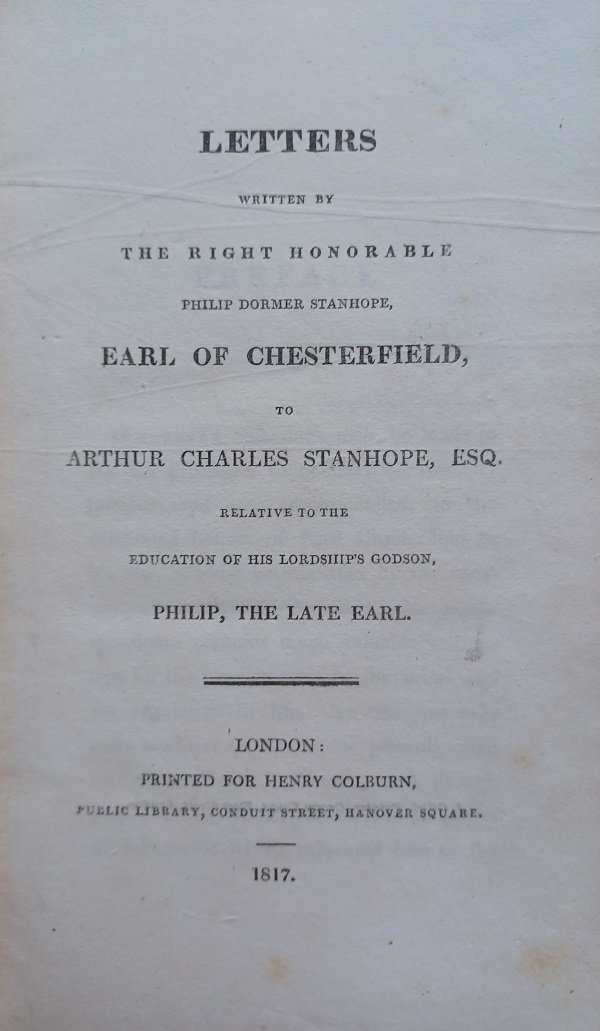 LETTERS
WRITTEN BY
THE RIGHT HONORABLE
PHILIP DORMER STANHOPE,
EARL OF CHESTERFIELD,
TO
ARTHUR CHARLES STANHOPE, ESQ.
RELATIVE TO THE
EDUCATION OF HIS LORDSHIP'S GODSON,
PHILIP, THE LATE EARL.
LONDON:
PRINTED FOR HENRY COLBURN,
PUBLIC LIBRARY, CONDUIT STREET, HANOVER SQUARE.
1817.